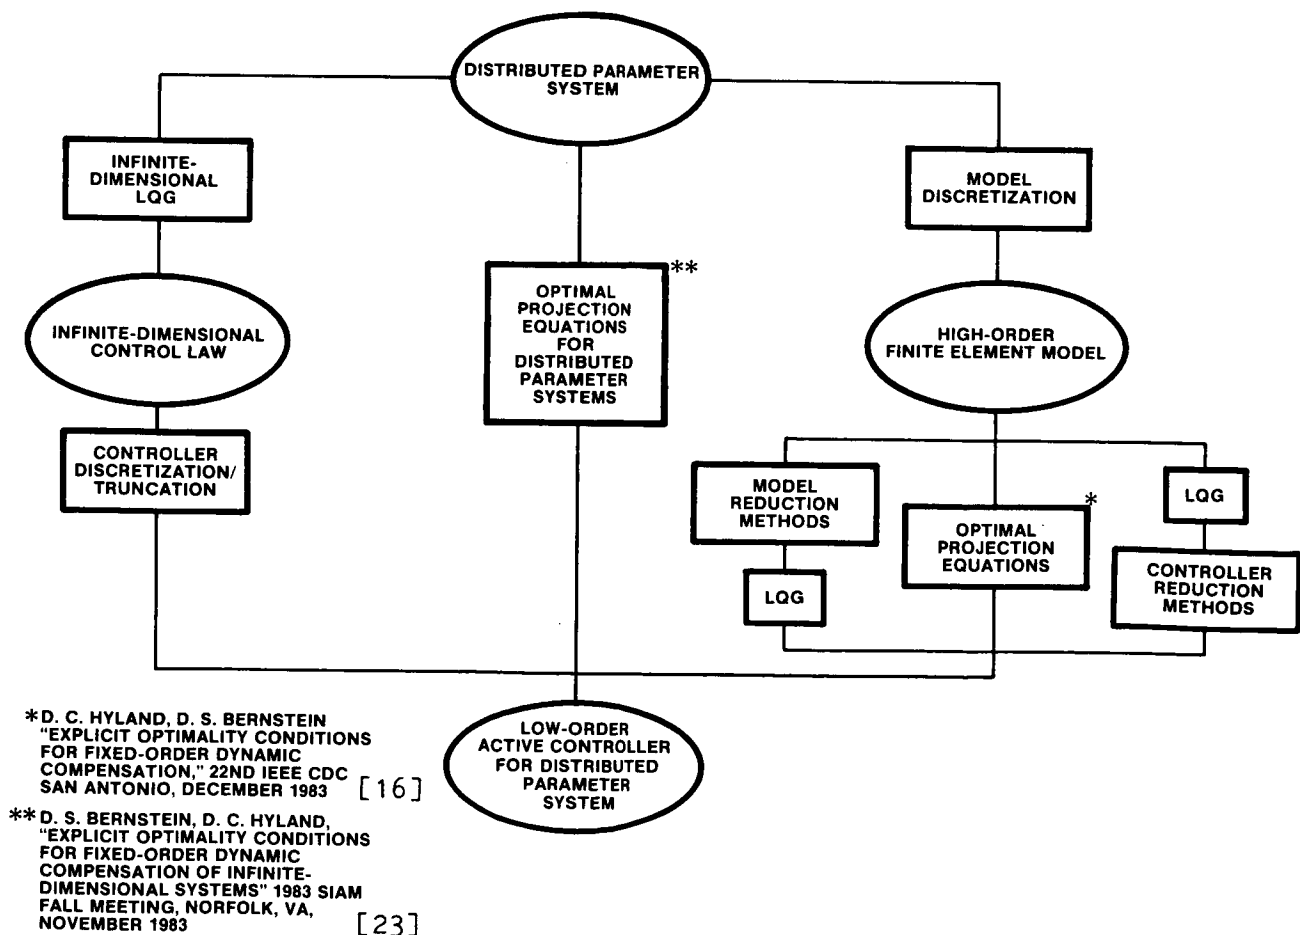 DISTRIBUTED PARAMETER
SYSTEM
INFINITE-
DIMENSIONAL
LQG
MODEL
DISCRETIZATION
OPTIMAL
PROJECTION
EQUATIONS
FOR
DISTRIBUTED
PARAMETER
SYSTEMS
**
INFINITE-DIMENSIONAL
CONTROL LAW
HIGH-ORDER
FINITE ELEMENT MODEL
CONTROLLER
DISCRETIZATION/
TRUNCATION
MODEL
REDUCTION
METHODS
LQG
OPTIMAL
PROJECTION
EQUATIONS
*
LQG
CONTROLLER
REDUCTION
METHODS
LOW-ORDER
ACTIVE CONTROLLER
FOR DISTRIBUTED
PARAMETER
SYSTEM
* D. C. HYLAND, D. S. BERNSTEIN
"EXPLICIT OPTIMALITY CONDITIONS
FOR FIXED-ORDER DYNAMIC
COMPENSATION," 22ND IEEE CDC
SAN ANTONIO, DECEMBER 1983 [16]
** D. S. BERNSTEIN, D. C. HYLAND,
"EXPLICIT OPTIMALITY CONDITIONS
FOR FIXED-ORDER DYNAMIC
COMPENSATION OF INFINITE-
DIMENSIONAL SYSTEMS" 1983 SIAM
FALL MEETING, NORFOLK, VA,
NOVEMBER 1983 [23]